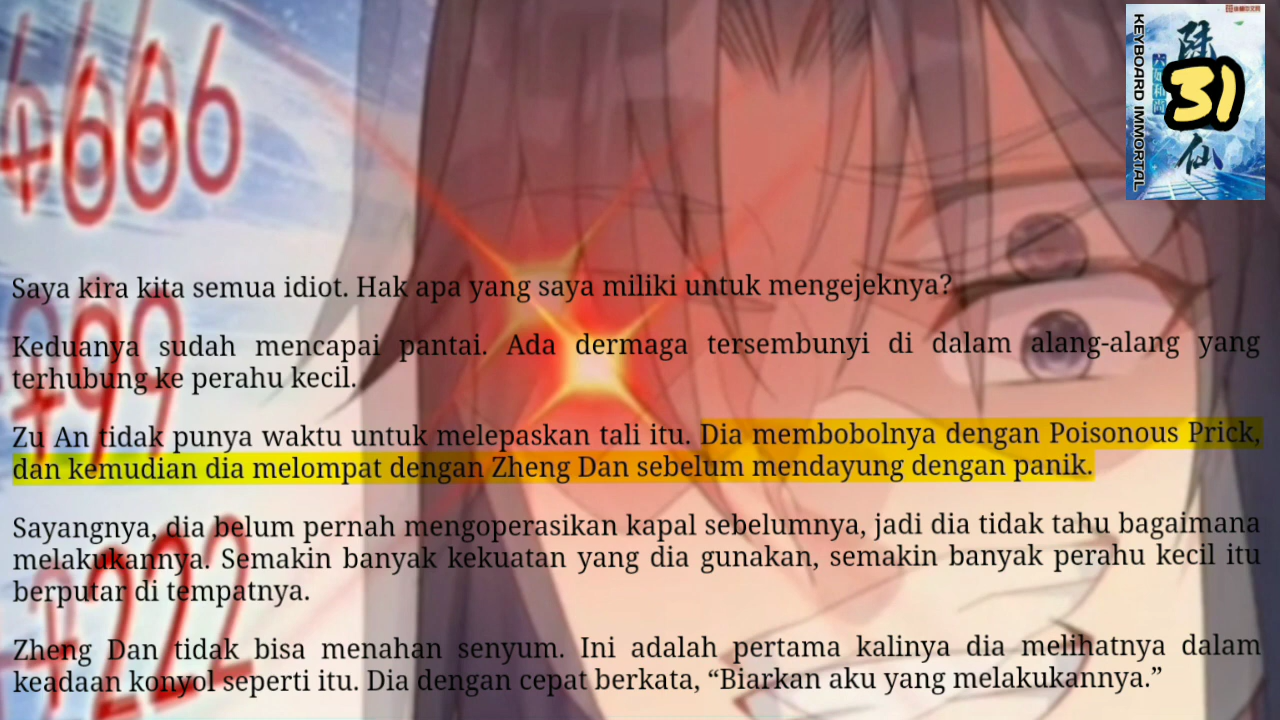 +666
+99
+222
KEYBOARD IMMORTAL
陆
31
仙
Saya kira kita semua idiot. Hak apa yang saya miliki untuk mengejeknya?
Keduanya sudah mencapai pantai. Ada dermaga tersembunyi di dalam alang-alang yang
terhubung ke perahu kecil.
Zu An tidak punya waktu untuk melepaskan tali itu. Dia membobolnya dengan Poisonous Prick,
dan kemudian dia melompat dengan Zheng Dan sebelum mendayung dengan panik.
Sayangnya, dia belum pernah mengoperasikan kapal sebelumnya, jadi dia tidak tahu bagaimana
melakukannya. Semakin banyak kekuatan yang dia gunakan, semakin banyak perahu kecil itu
berputar di tempatnya.
Zheng Dan tidak bisa menahan senyum. Ini adalah pertama kalinya dia melihatnya dalam
keadaan konyol seperti itu. Dia dengan cepat berkata, “Biarkan aku yang melakukannya.”